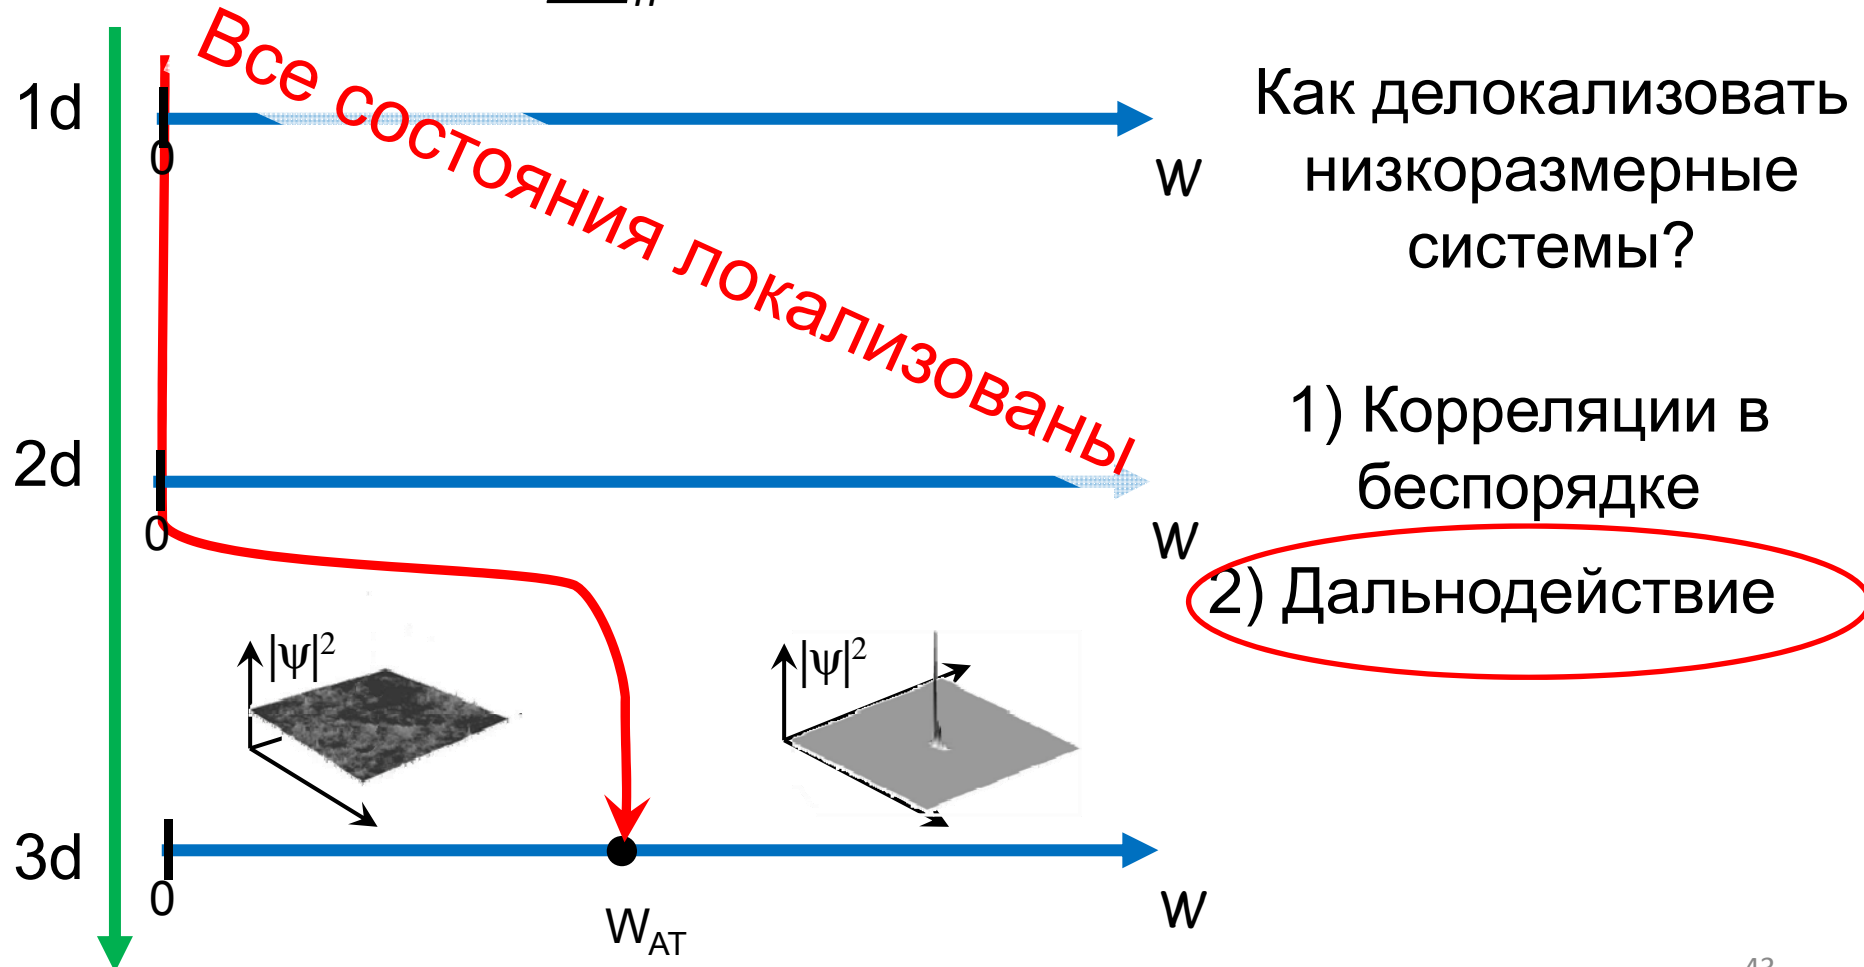 n
Все состояния локализованы
1d
0
W
2d
0
W
|ψ|²
|ψ|²
3d
0
W_AT
W
Как делокализовать
низкоразмерные
системы?
1) Корреляции в
беспорядке
2) Дальнодействие